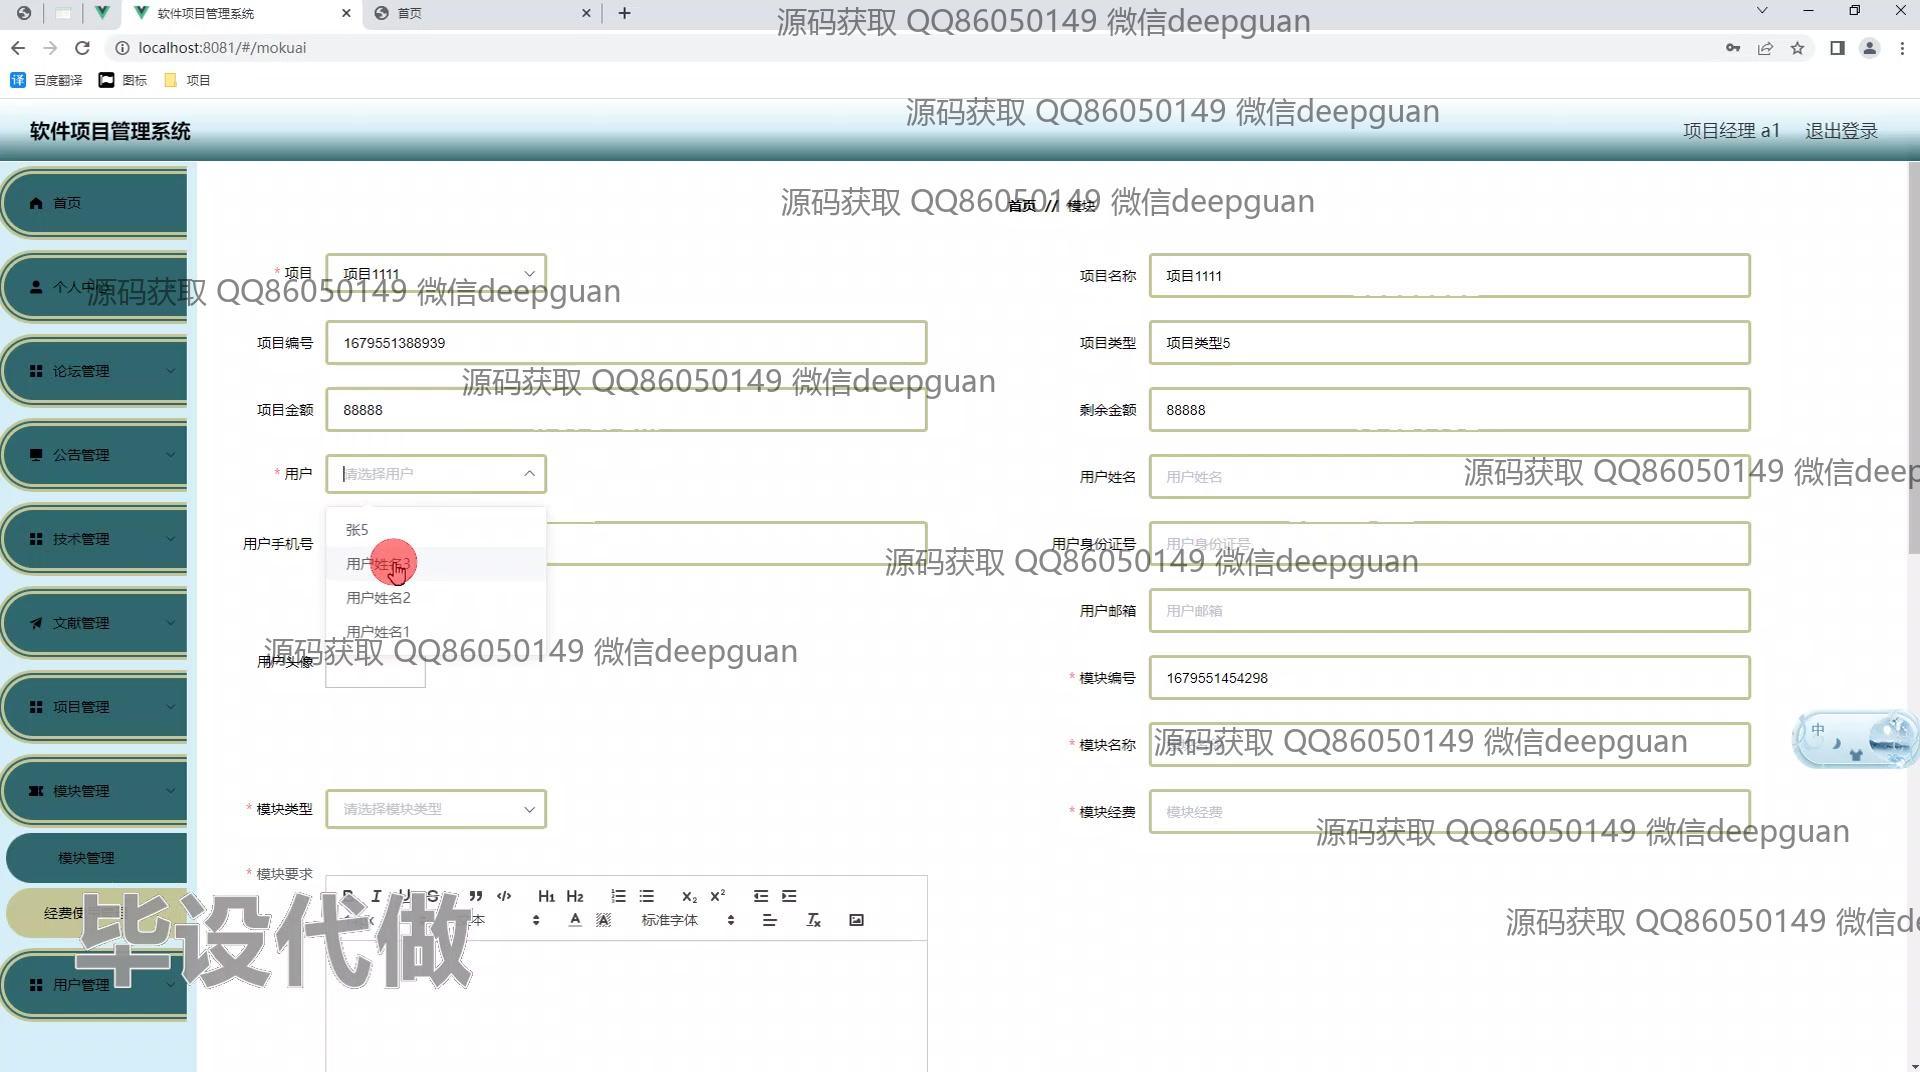 软件项目管理系统
首页
源码获取 QQ86050149 微信deepguan
localhost:8081/#/mokuai
百度翻译
图标
项目
源码获取 QQ86050149 微信deepguan
软件项目管理系统
项目经理 a1
退出登录
首页
源码获取 QQ86050149 微信deepguan
首页 // 模块
* 项目
项目1111
项目名称
项目1111
个人中心
源码获取 QQ86050149 微信deepguan
项目编号
1679551388939
项目类型
项目类型5
论坛管理
源码获取 QQ86050149 微信deepguan
项目金额
88888
剩余金额
88888
公告管理
* 用户
请选择用户
用户姓名
用户姓名
源码获取 QQ86050149 微信deep
张5
技术管理
用户手机号
用户姓名3
用户身份证号
用户身份证号
源码获取 QQ86050149 微信deepguan
用户姓名2
用户邮箱
用户邮箱
文献管理
用户姓名1
源码获取 QQ86050149 微信deepguan
用户头像
* 模块编号
1679551454298
项目管理
* 模块名称
源码获取 QQ86050149 微信deepguan
中
模块管理
* 模块类型
请选择模块类型
* 模块经费
模块经费
源码获取 QQ86050149 微信deepguan
模块管理
* 模块要求
B I U S ” </> H1 H2 x₂ x²
标准字体
经费使
毕设代做
源码获取 QQ86050149 微信de
用户管理